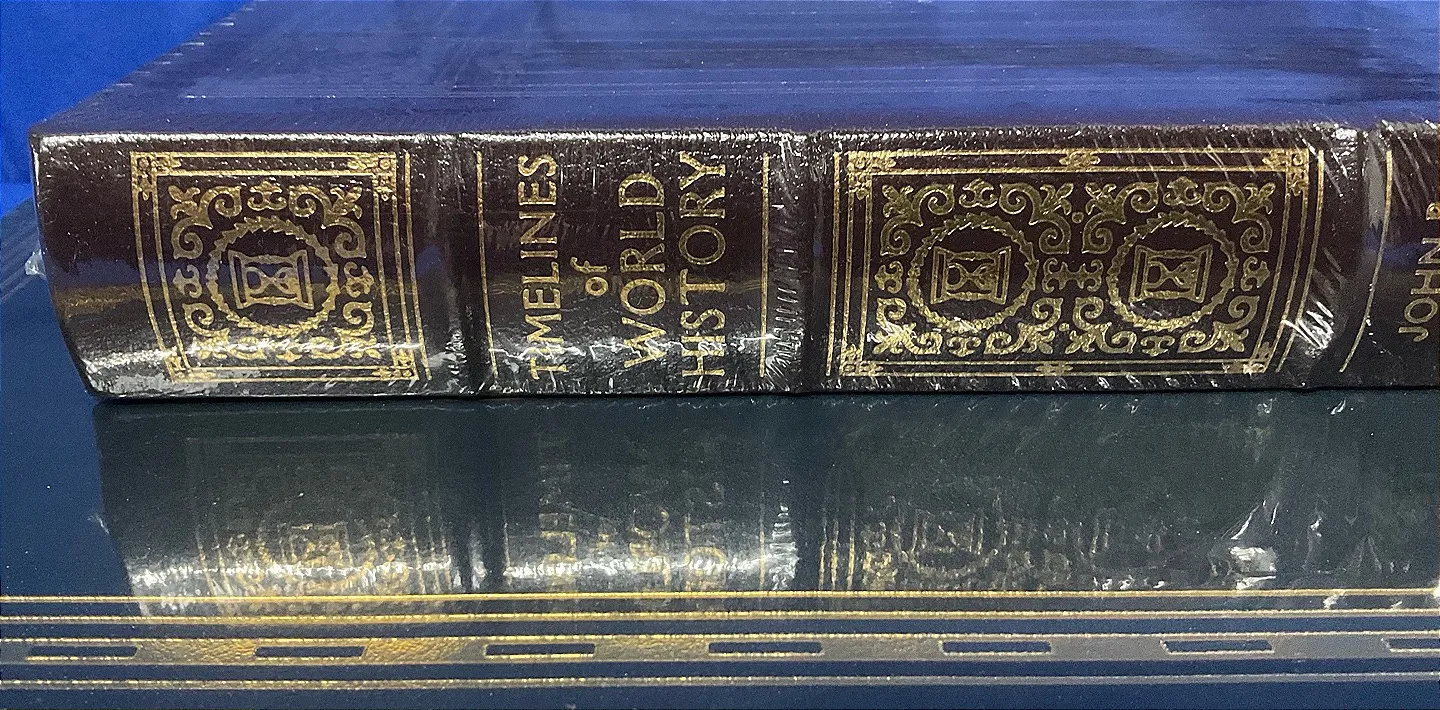 TIMELINES
of
WORLD
HISTORY
JOHN